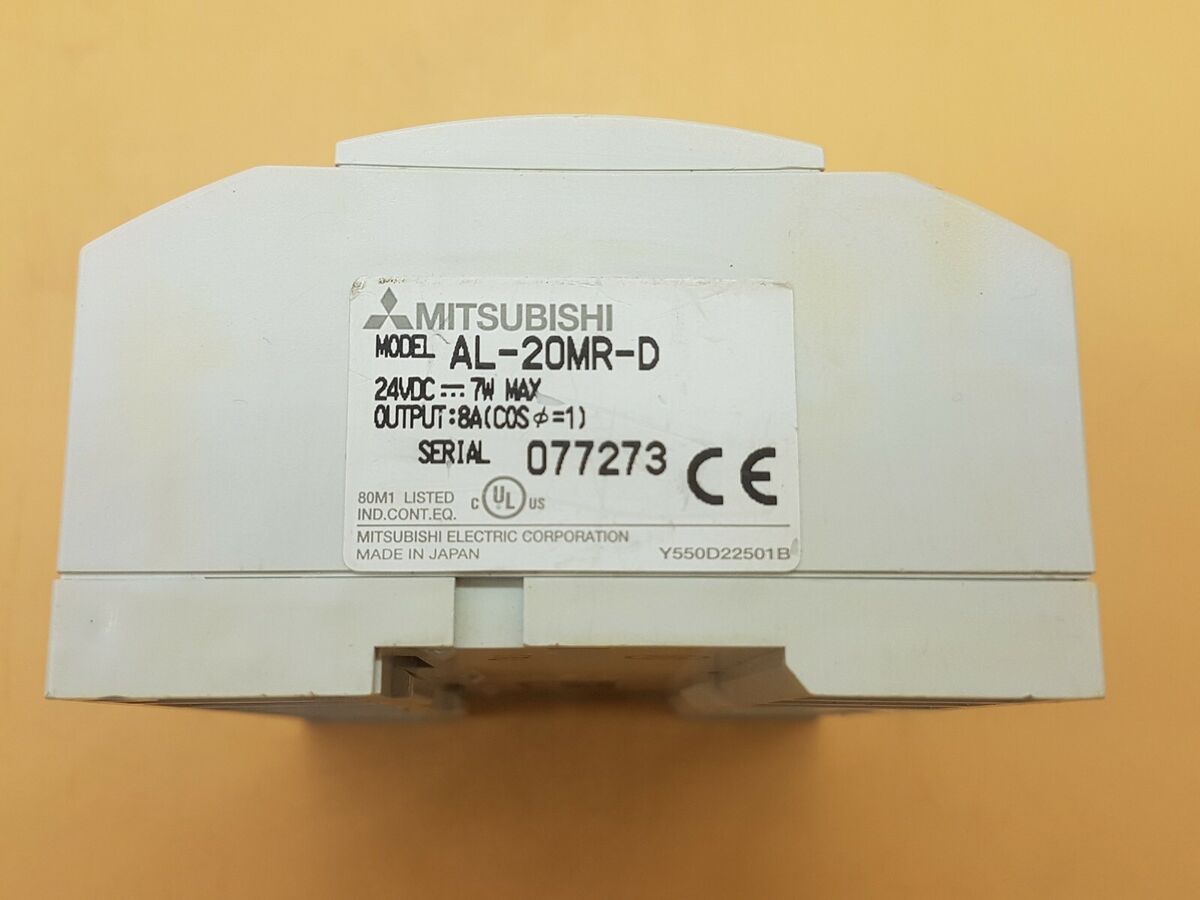 MITSUBISHI
MODEL AL-20MR-D
24VDC ⎓ 7W MAX
OUTPUT:8A(COS φ=1)
SERIAL 077273
CE
80M1 LISTED
IND.CONT.EQ.
C UL US
MITSUBISHI ELECTRIC CORPORATION
MADE IN JAPAN Y550D22501B